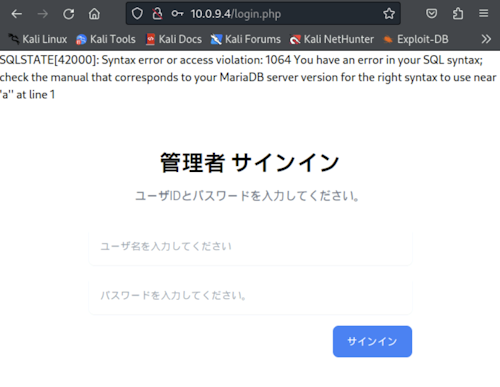 10.0.9.4/login.php
Kali Linux Kali Tools Kali Docs Kali Forums Kali NetHunter Exploit-DB
SQLSTATE[42000]: Syntax error or access violation: 1064 You have an error in your SQL syntax;
check the manual that corresponds to your MariaDB server version for the right syntax to use near
'a'' at line 1
管理者 サインイン
ユーザIDとパスワードを入力してください。
ユーザ名を入力してください
パスワードを入力してください。
サインイン